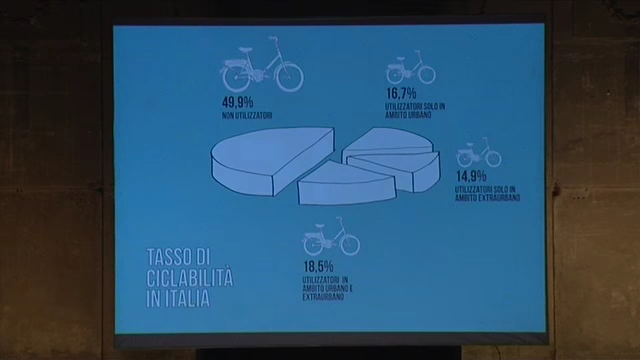 49,9%
NON UTILIZZATORI
16,7%
UTILIZZATORI SOLO IN
AMBITO URBANO
14,9%
UTILIZZATORI SOLO IN
AMBITO EXTRAURBANO
18,5%
UTILIZZATORI IN
AMBITO URBANO E
EXTRAURBANO
TASSO DI
CICLABILITÀ
IN ITALIA